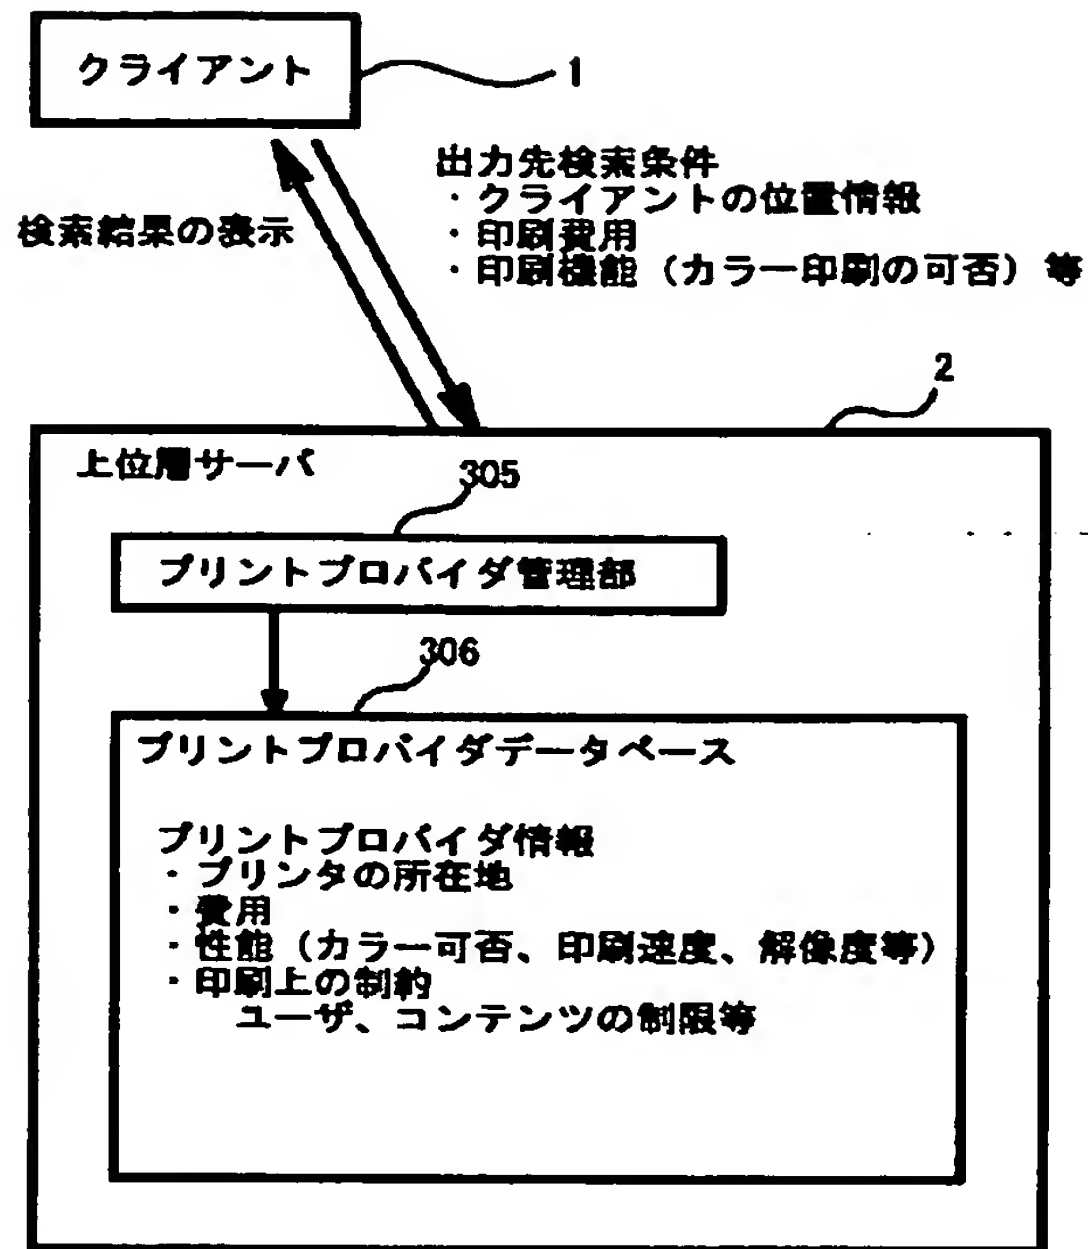 クライアント
1
出力先検索条件
・クライアントの位置情報
・印刷費用
・印刷機能（カラー印刷の可否）等
検索結果の表示
2
上位層サーバ
305
プリントプロバイダ管理部
306
プリントプロバイダデータベース
プリントプロバイダ情報
・プリンタの所在地
・費用
・性能（カラー可否、印刷速度、解像度等）
・印刷上の制約
ユーザ、コンテンツの制限等